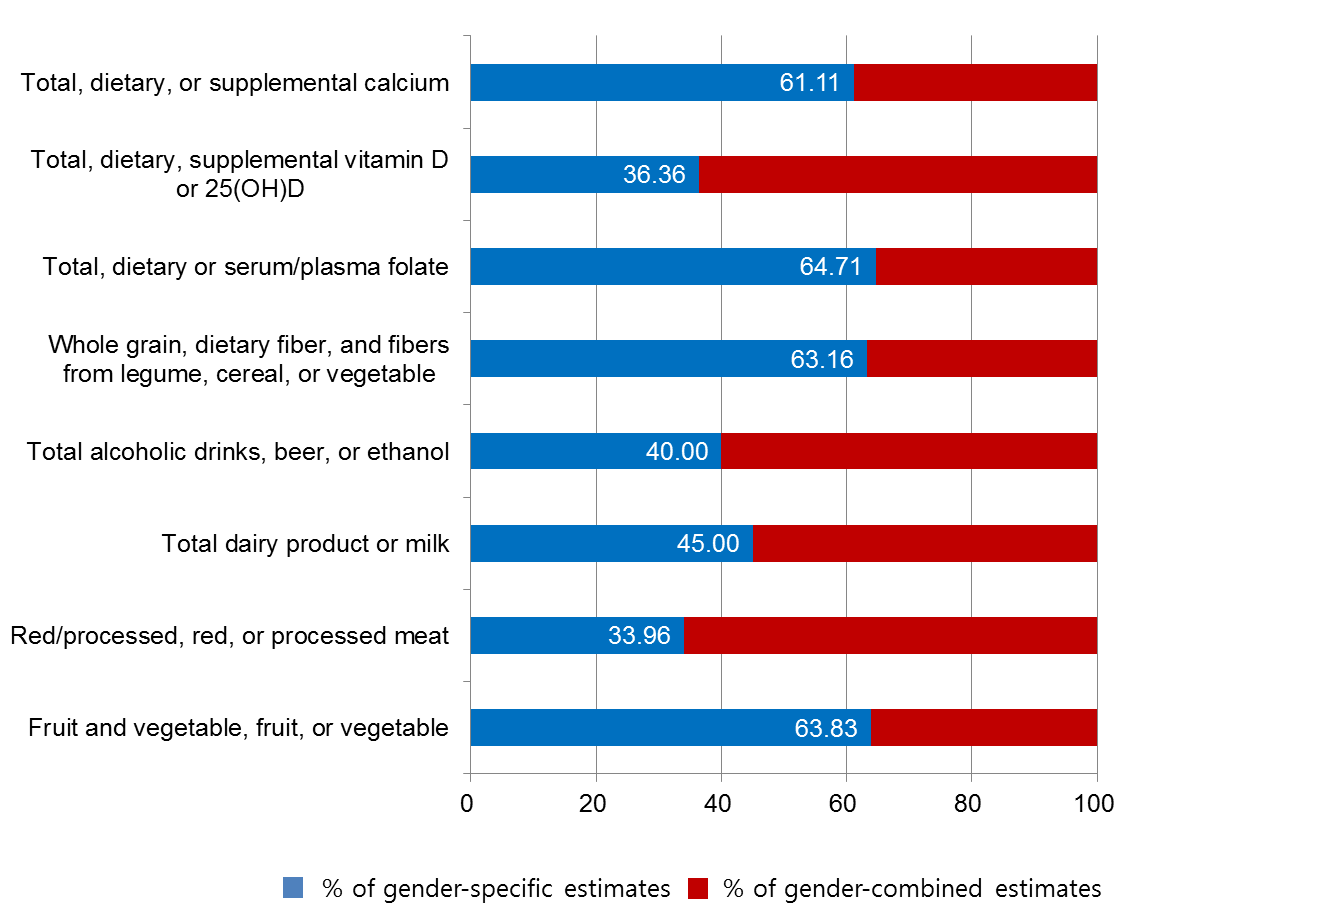 Total, dietary, or supplemental calcium
61.11
Total, dietary, supplemental vitamin D
or 25(OH)D
36.36
Total, dietary or serum/plasma folate
64.71
Whole grain, dietary fiber, and fibers
from legume, cereal, or vegetable
63.16
Total alcoholic drinks, beer, or ethanol
40.00
Total dairy product or milk
45.00
Red/processed, red, or processed meat
33.96
Fruit and vegetable, fruit, or vegetable
63.83
0 20 40 60 80 100
% of gender-specific estimates % of gender-combined estimates